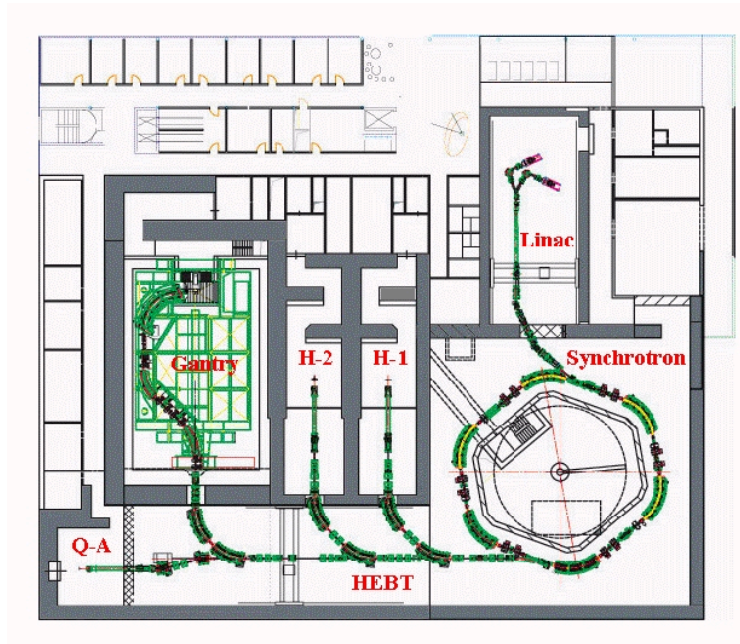 Linac
Gantry
H-2
H-1
Synchrotron
Q-A
HEBT